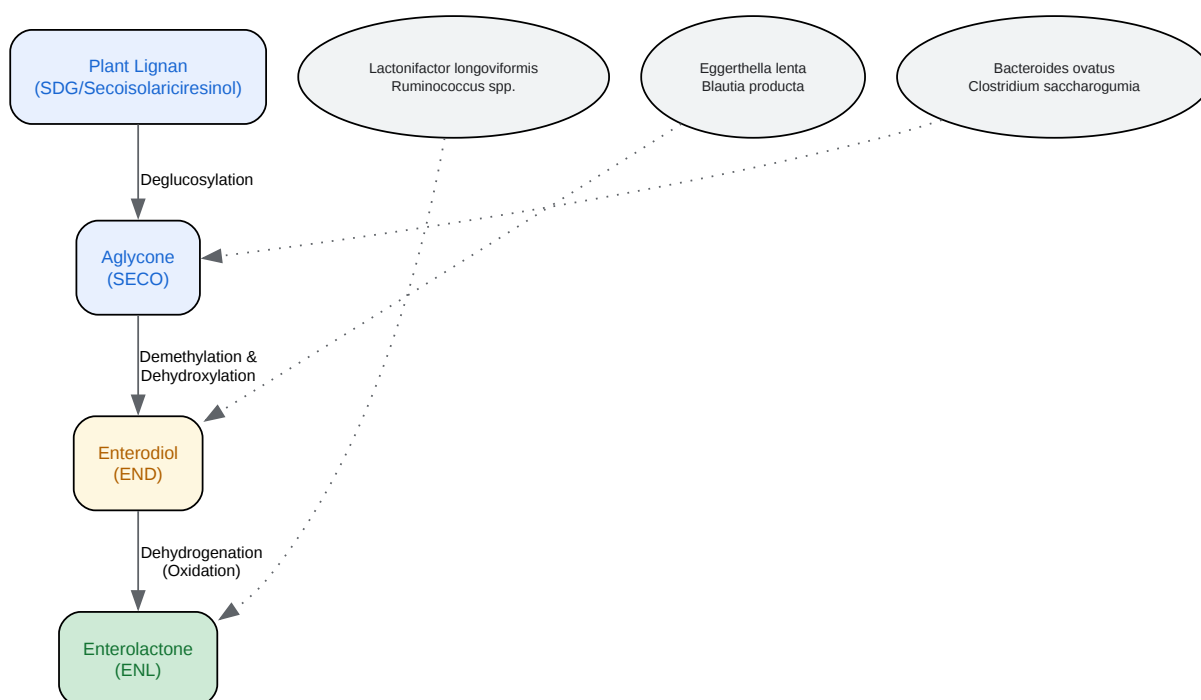 Plant Lignan
(SDG/Secoisolariciresinol)
Lactonifactor longoviformis
Ruminococcus spp.
Eggerthella lenta
Blautia producta
Bacteroides ovatus
Clostridium saccharogumia
Deglucosylation
Aglycone
(SECO)
Demethylation &
Dehydroxylation
Enterodiol
(END)
Dehydrogenation
(Oxidation)
Enterolactone
(ENL)